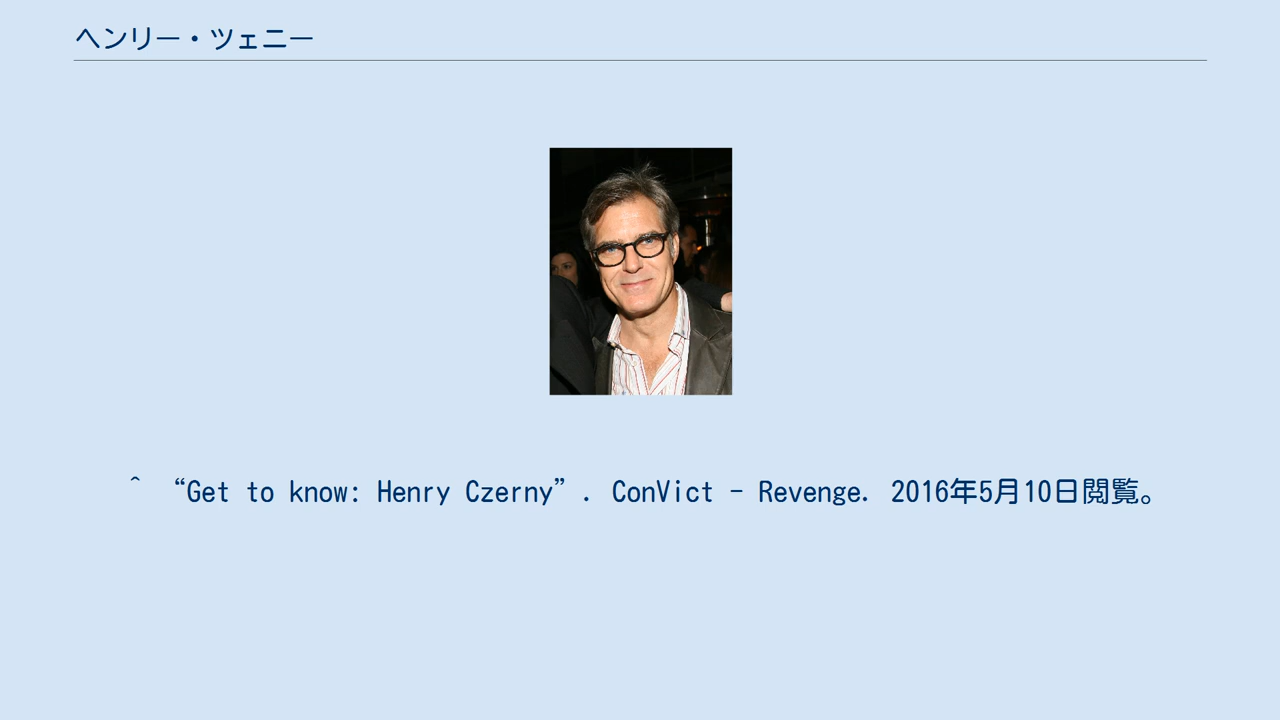 ヘンリー・ツェニー
^ “Get to know: Henry Czerny”. ConVict - Revenge. 2016年5月10日閲覧。